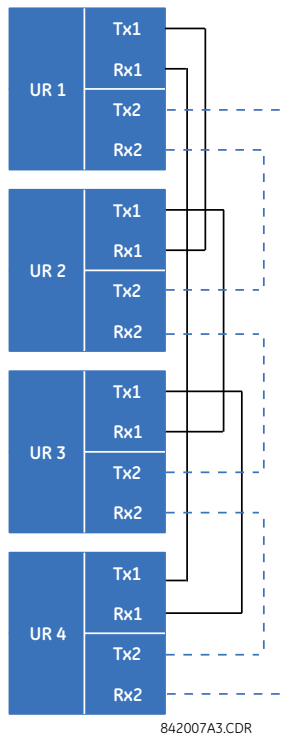 Tx1
Rx1
UR 1
Tx2
Rx2
Tx1
Rx1
UR 2
Tx2
Rx2
Tx1
Rx1
UR 3
Tx2
Rx2
Tx1
Rx1
UR 4
Tx2
Rx2
842007A3.CDR